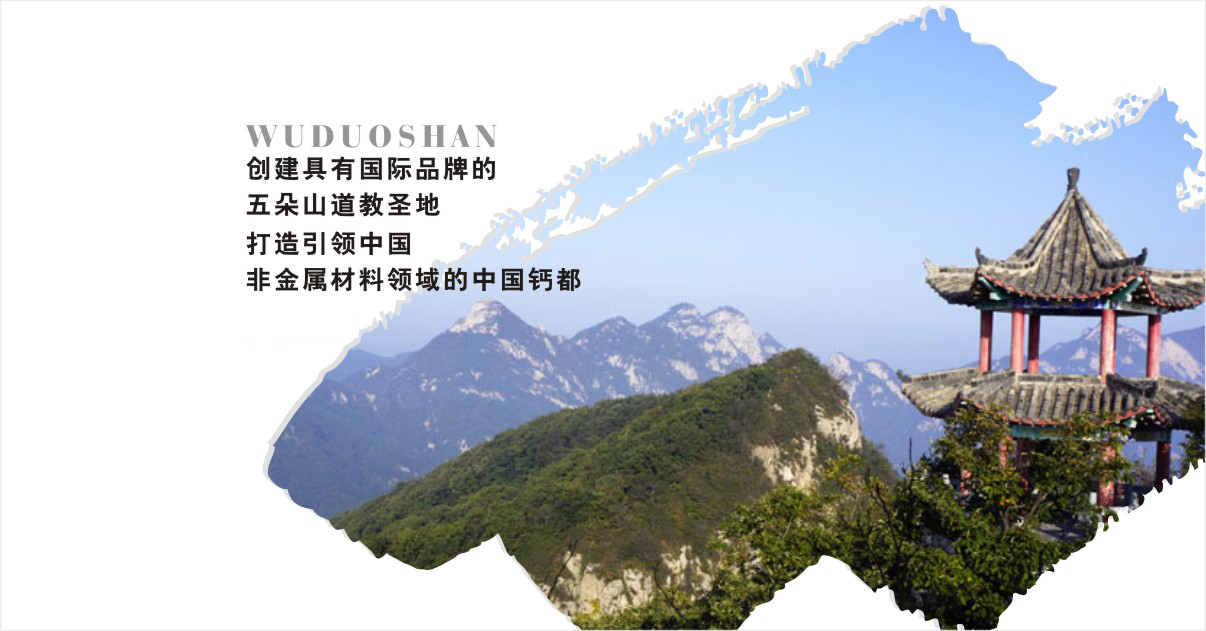 WUDUOSHAN
创建具有国际品牌的
五朵山道教圣地
打造引领中国
非金属材料领域的中国钙都